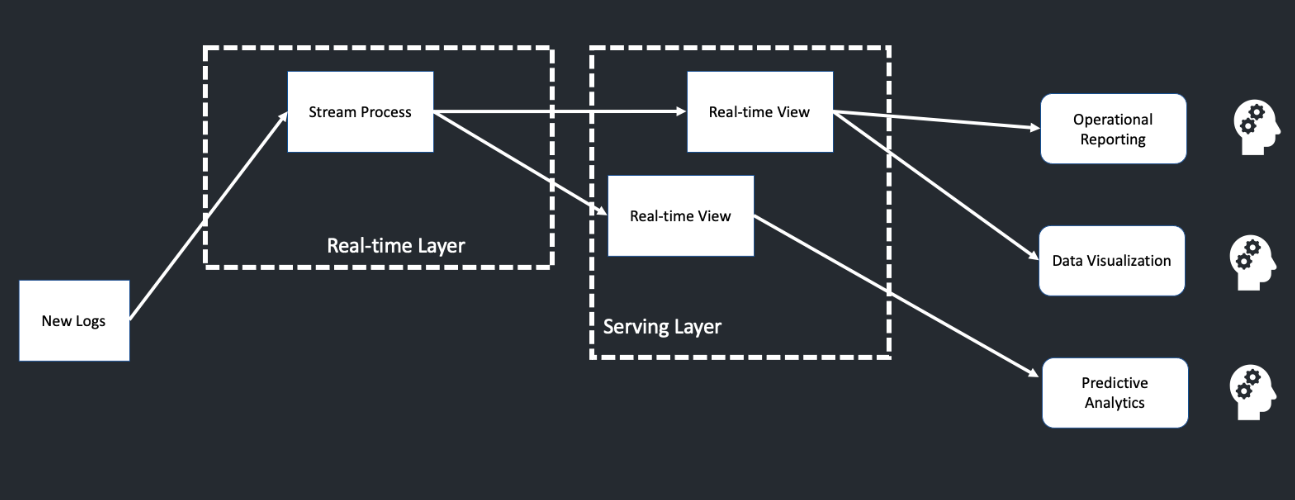 Stream Process
Real-time View
Operational
Reporting
Real-time View
Real-time Layer
Data Visualization
New Logs
Serving Layer
Predictive
Analytics